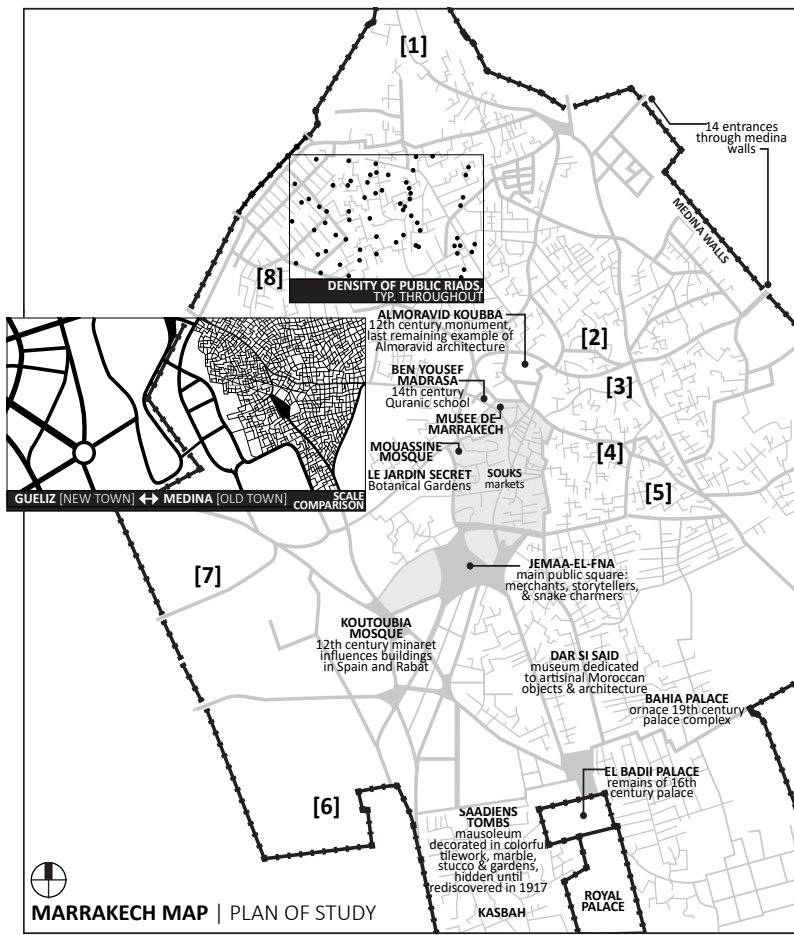 [1]
14 entrances
through medina
walls
MEDINA WALLS
[8]
DENSITY OF PUBLIC RIADS,
TYP. THROUGHOUT
ALMORAVID KOUBBA
12th century monument,
last remaining example of
Almoravid architecture
[2]
BEN YOUSEF
MADRASA
14th century
Quranic school
[3]
MUSEE DE
MARRAKECH
MOUASSINE
MOSQUE
[4]
LE JARDIN SECRET
Botanical Gardens
SOUKS
markets
[5]
GUELIZ [NEW TOWN] ↔ MEDINA [OLD TOWN]
SCALE
COMPARISON
[7]
JEMAA-EL-FNA
main public square:
merchants, storytellers,
& snake charmers
KOUTOUBIA
MOSQUE
12th century minaret
influences buildings
in Spain and Rabat
DAR SI SAID
museum dedicated
to artisinal Moroccan
objects & architecture
BAHIA PALACE
ornace 19th century
palace complex
EL BADII PALACE
remains of 16th
century palace
[6]
SAADIENS
TOMBS
mausoleum
decorated in colorful
tilework, marble,
stucco & gardens,
hidden until
rediscovered in 1917
KASBAH
ROYAL
PALACE
MARRAKECH MAP | PLAN OF STUDY